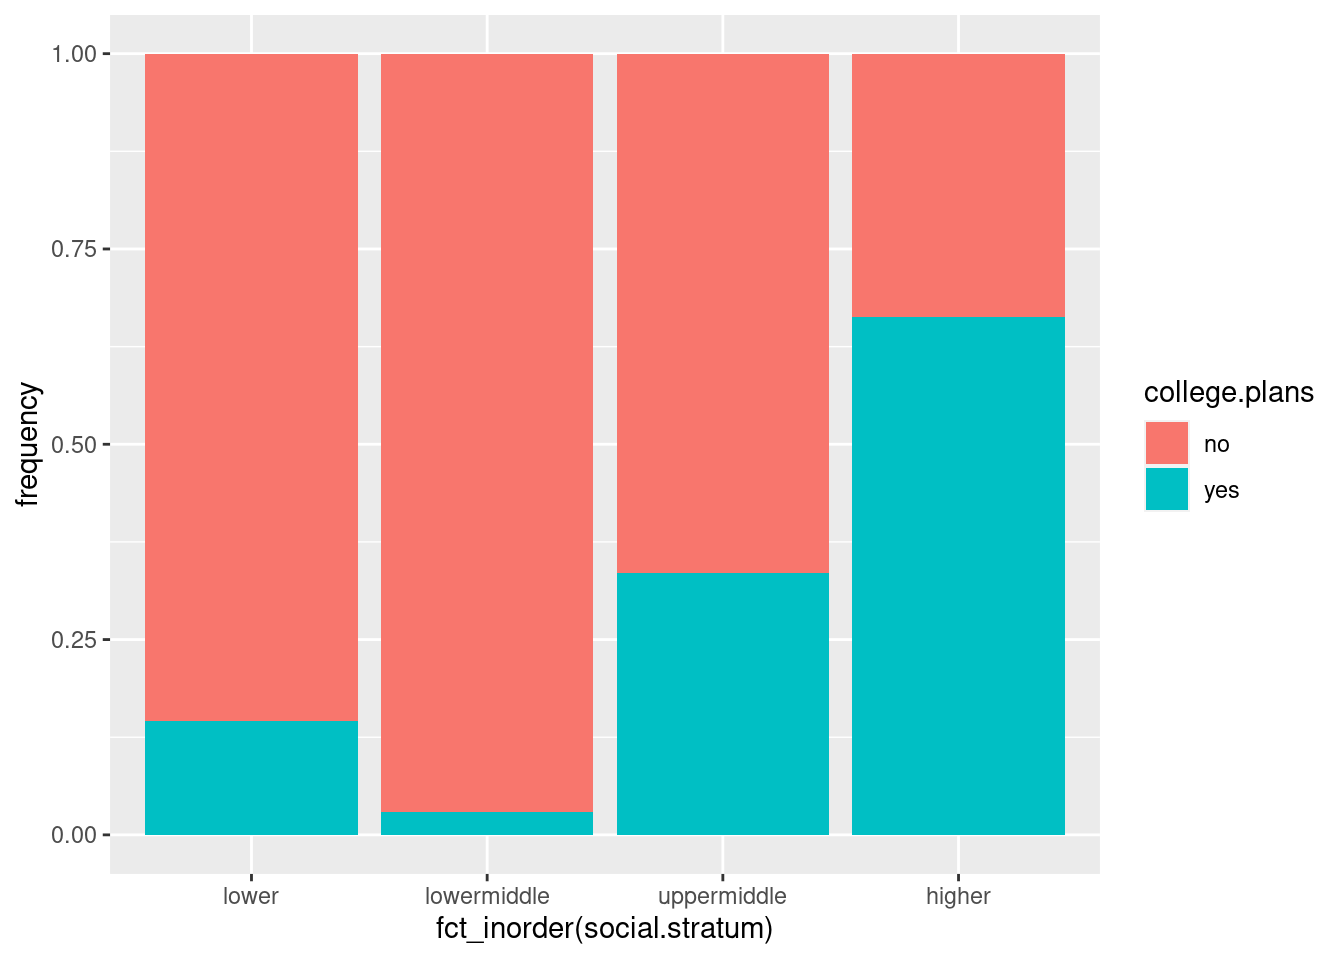 1.00
0.75
0.50
0.25
0.00
frequency
lower lowermiddle uppermiddle higher
fct_inorder(social.stratum)
college.plans
no
yes